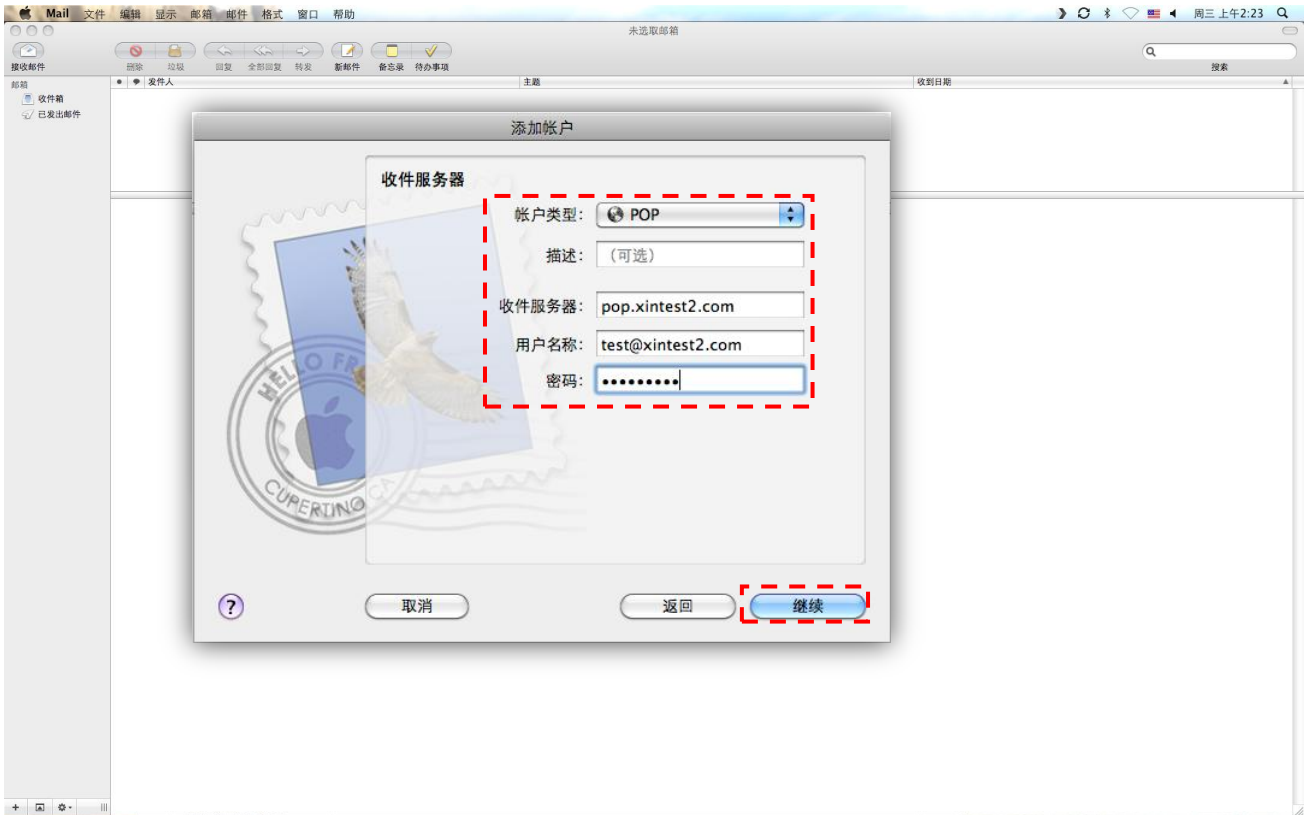 Mail 文件 编辑 显示 邮箱 邮件 格式 窗口 帮助 周三 上午2:23
未选取邮箱
接收邮件 删除 垃圾 回复 全部回复 转发 新邮件 备忘录 待办事项 搜索
邮箱 发件人 主题 收到日期
收件箱
已发出邮件
添加帐户
收件服务器
帐户类型： POP
描述： （可选）
收件服务器： pop.xintest2.com
用户名称： test@xintest2.com
密码： •••••••••
HELLO FR
CUPERTINO CA
? 取消 返回 继续